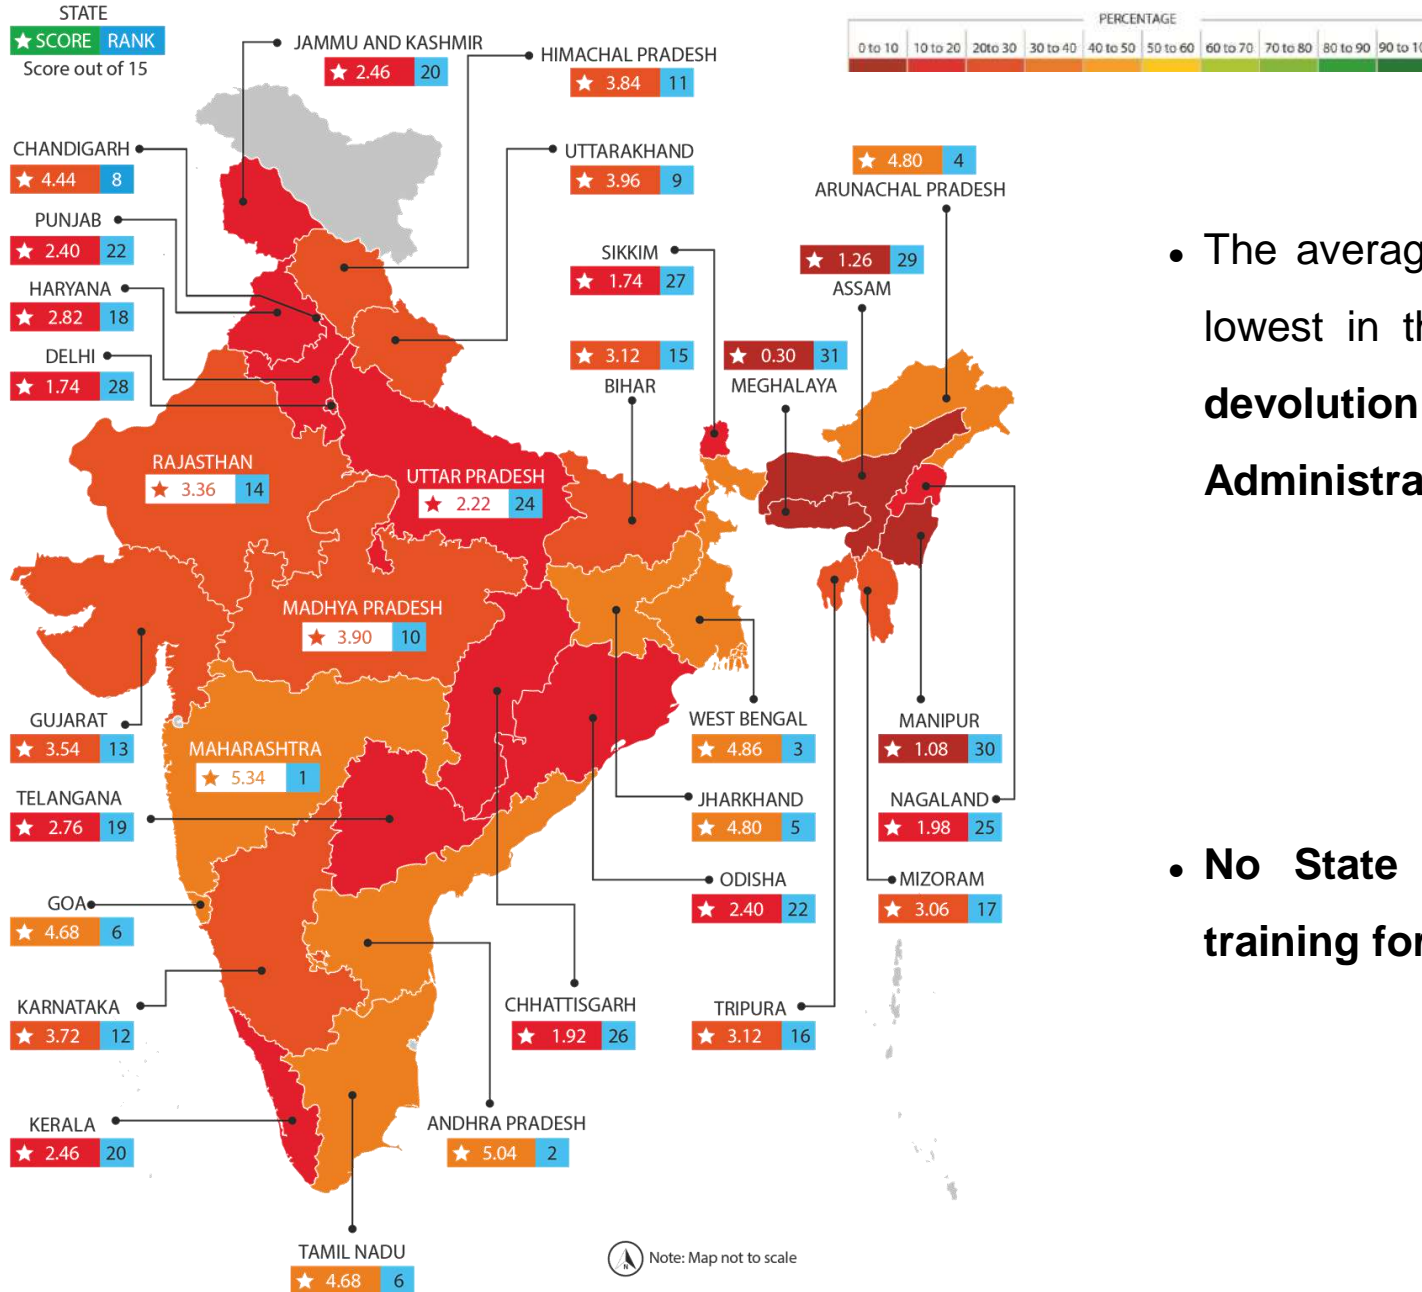 STATE
SCORE RANK
Score out of 15
PERCENTAGE
0 to 10 10 to 20 20to 30 30 to 40 40 to 50 50 to 60 60 to 70 70 to 80 80 to 90 90 to 10
JAMMU AND KASHMIR
2.46 20
HIMACHAL PRADESH
3.84 11
CHANDIGARH
4.44 8
UTTARAKHAND
3.96 9
4.80 4
ARUNACHAL PRADESH
PUNJAB
2.40 22
SIKKIM
1.74 27
1.26 29
ASSAM
HARYANA
2.82 18
DELHI
1.74 28
3.12 15
BIHAR
0.30 31
MEGHALAYA
RAJASTHAN
3.36 14
UTTAR PRADESH
2.22 24
MADHYA PRADESH
3.90 10
GUJARAT
3.54 13
MAHARASHTRA
5.34 1
WEST BENGAL
4.86 3
MANIPUR
1.08 30
TELANGANA
2.76 19
JHARKHAND
4.80 5
NAGALAND
1.98 25
GOA
4.68 6
ODISHA
2.40 22
MIZORAM
3.06 17
KARNATAKA
3.72 12
CHHATTISGARH
1.92 26
TRIPURA
3.12 16
KERALA
2.46 20
ANDHRA PRADESH
5.04 2
TAMIL NADU
4.68 6
N
Note: Map not to scale
• The averag
lowest in th
devolution
Administra
• No State
training for